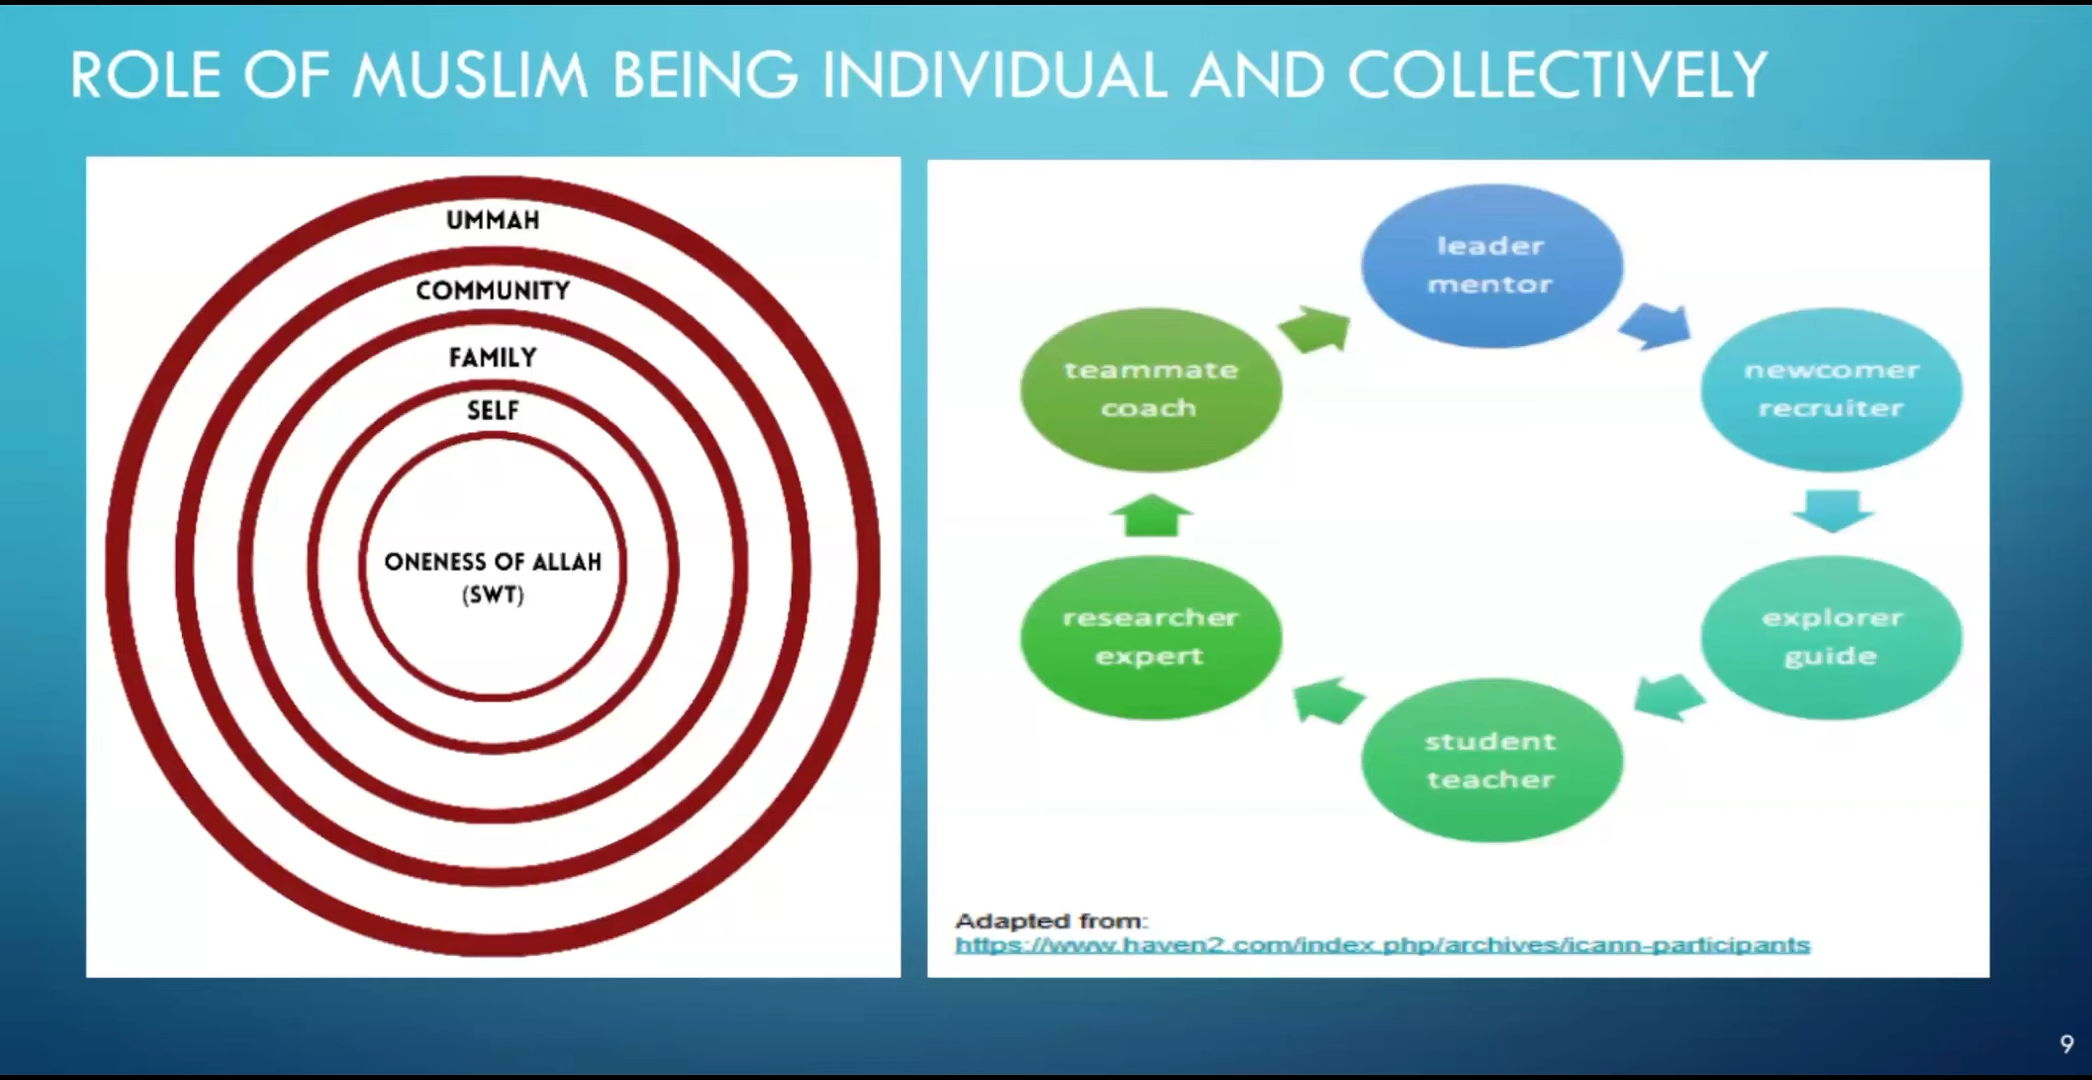 ROLE OF MUSLIM BEING INDIVIDUAL AND COLLECTIVELY
UMMAH
COMMUNITY
FAMILY
SELF
ONENESS OF ALLAH
(SWT)
leader
mentor
newcomer
recruiter
explorer
guide
student
teacher
researcher
expert
teammate
coach
Adapted from:
https://www.haven2.com/index.php/archives/icann-participants
9